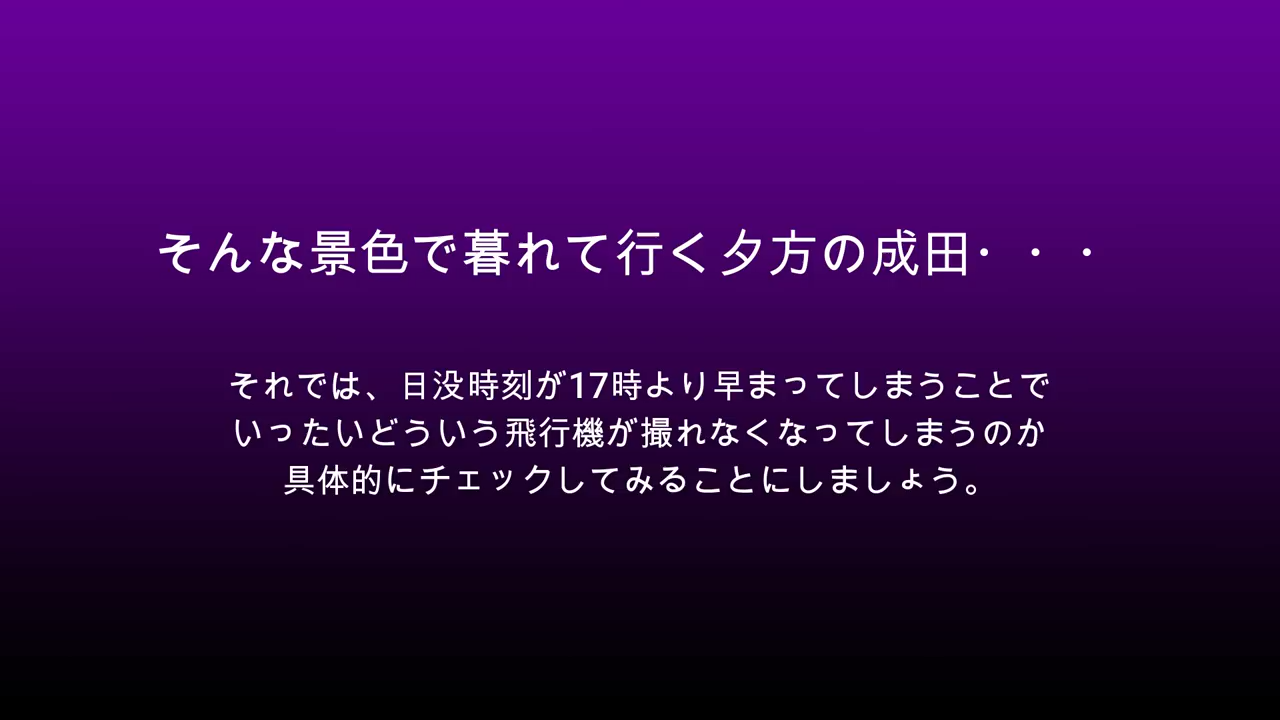 そんな景色で暮れて行く夕方の成田・・・
それでは、日没時刻が17時より早まってしまうことで
いったいどういう飛行機が撮れなくなってしまうのか
具体的にチェックしてみることにしましょう。